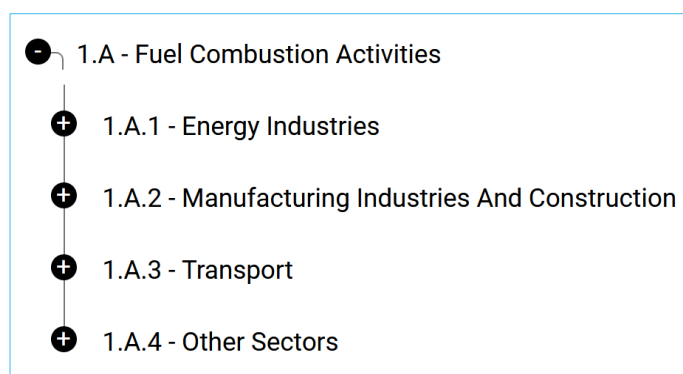 1.A - Fuel Combustion Activities
1.A.1 - Energy Industries
1.A.2 - Manufacturing Industries And Construction
1.A.3 - Transport
1.A.4 - Other Sectors